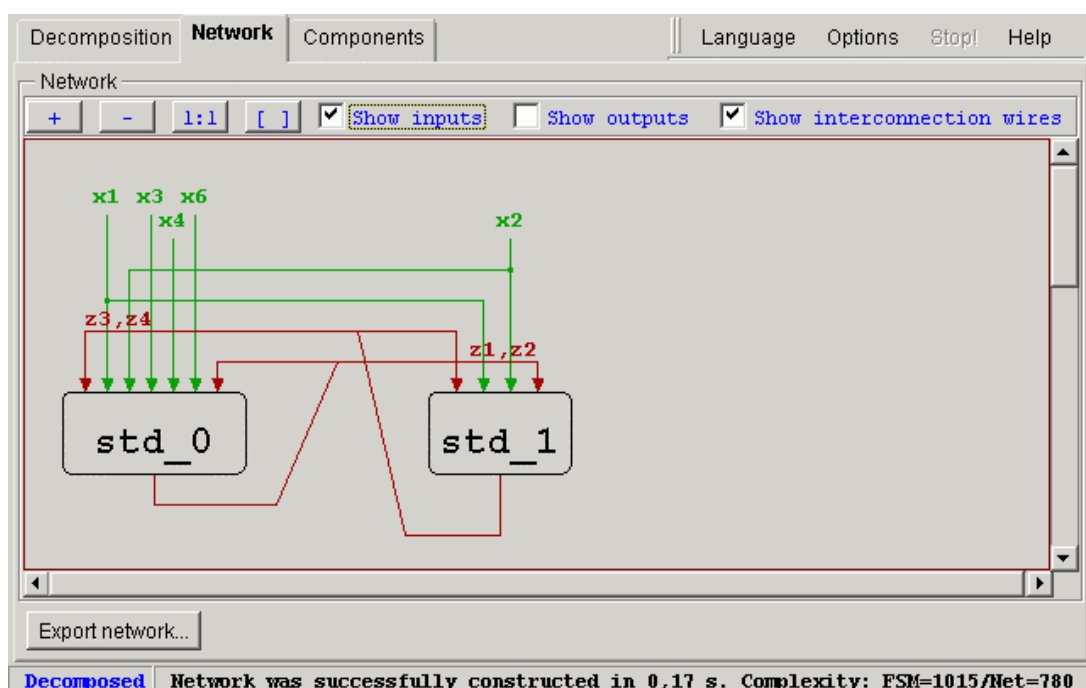 Decomposition Network Components Language Options Stop! Help
Network
+ - 1:1 [ ] Show inputs Show outputs Show interconnection wires
x1 x3 x6
x4 x2
z3,z4
z1,z2
std_0 std_1
Export network...
Decomposed Network was successfully constructed in 0,17 s. Complexity: FSM=1015/Net=780